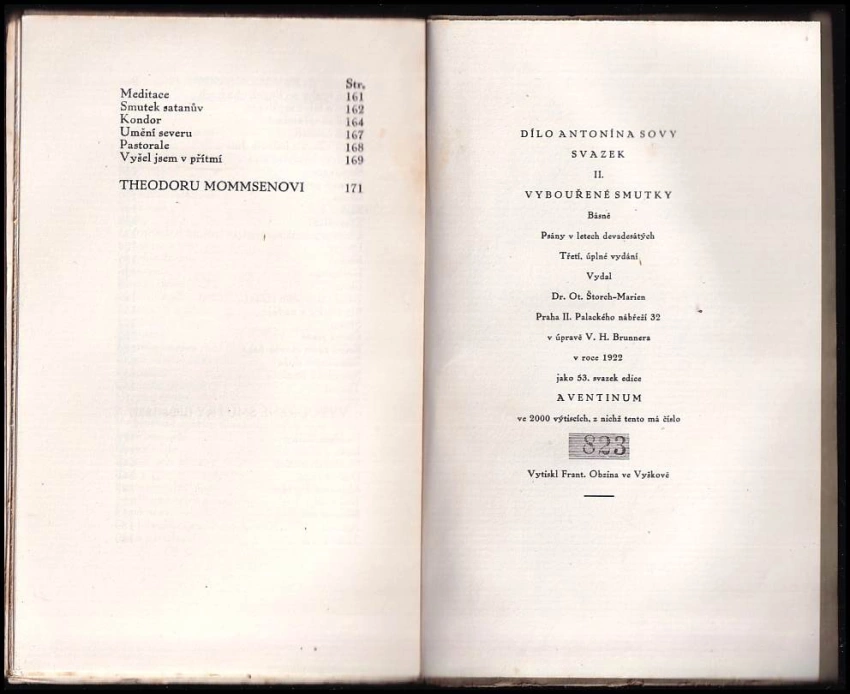 Str.
Meditace 161
Smutek satanův 162
Kondor 164
Umění severu 167
Pastorale 168
Vyšel jsem v přítmí 169
THEODORU MOMMSENOVI 171
DÍLO ANTONÍNA SOVY
SVAZEK
II.
VYBOUŘENÉ SMUTKY
Básně
Psány v letech devadesátých
Třetí, úplné vydání
Vydal
Dr. Ot. Štorch-Marien
Praha II. Palackého nábřeží 32
v úpravě V. H. Brunnera
v roce 1922
jako 53. svazek edice
AVENTINUM
ve 2000 výtiscích, z nichž tento má číslo
823
Vytiskl Frant. Obzina ve Vyškově